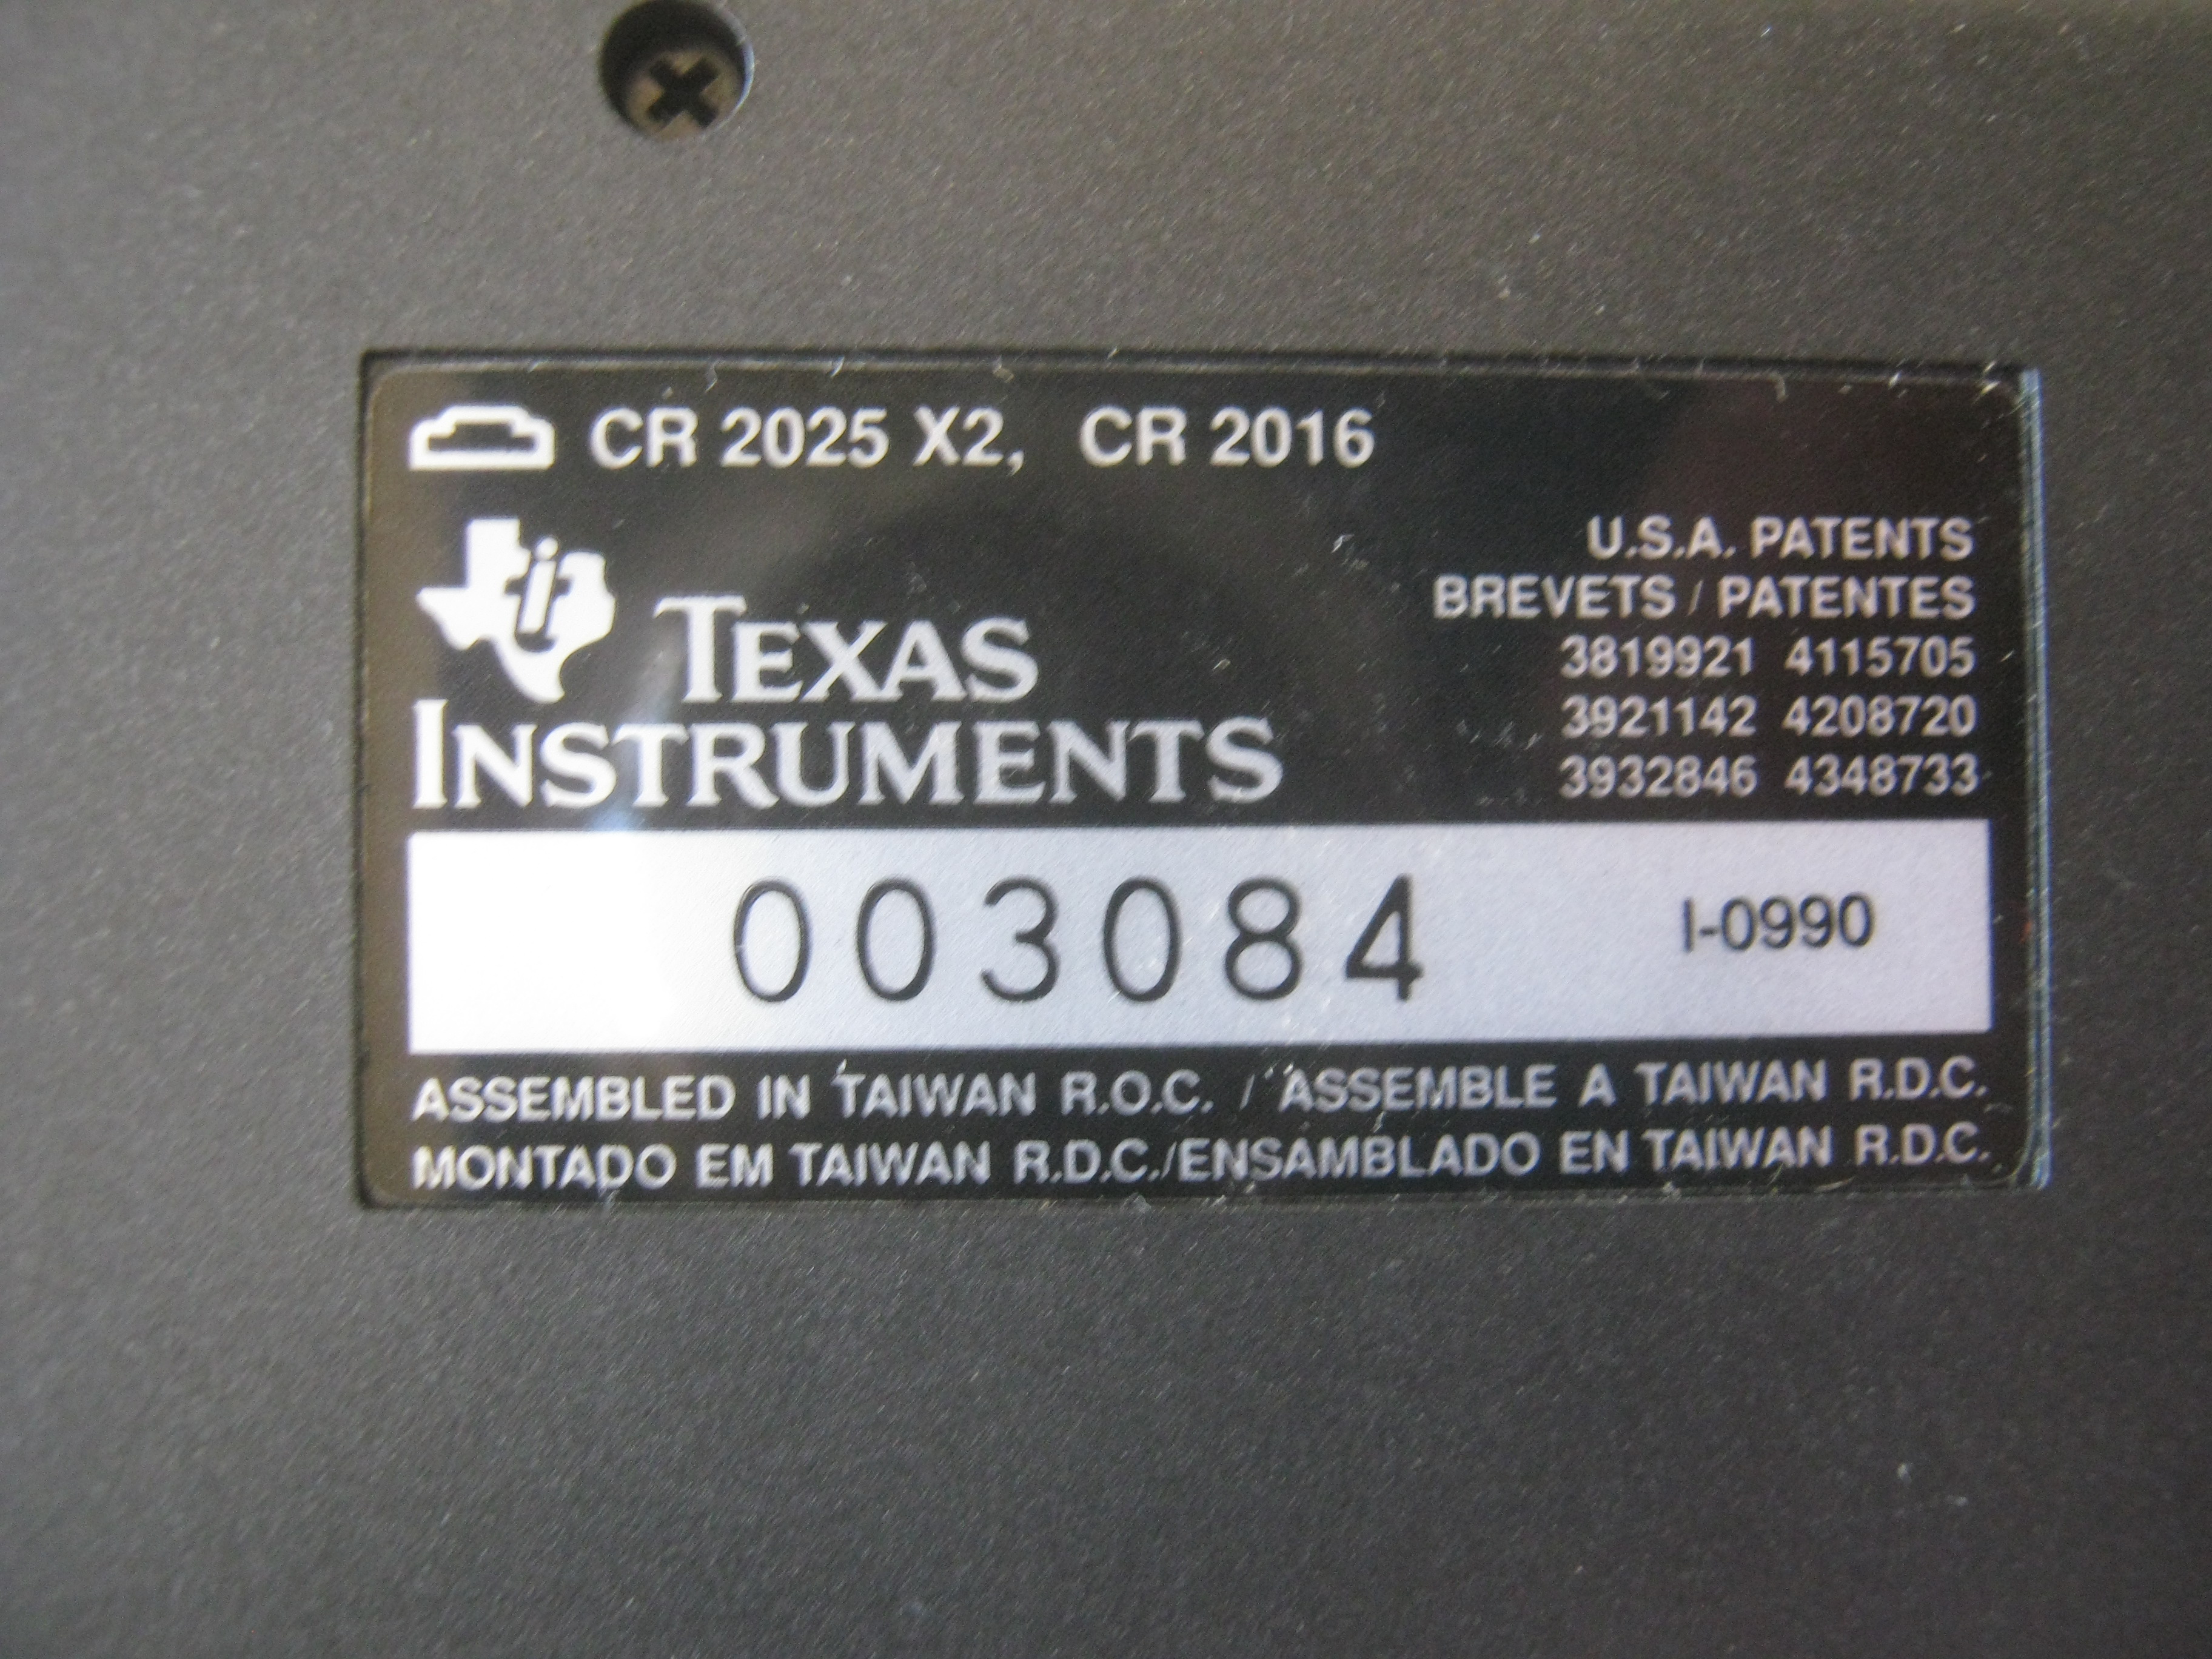 CR 2025 X2, CR 2016
TEXAS
INSTRUMENTS
U.S.A. PATENTS
BREVETS / PATENTES
3819921 4115705
3921142 4208720
3932846 4348733
003084 I-0990
ASSEMBLED IN TAIWAN R.O.C. / ASSEMBLE A TAIWAN R.D.C.
MONTADO EM TAIWAN R.D.C./ENSAMBLADO EN TAIWAN R.D.C.